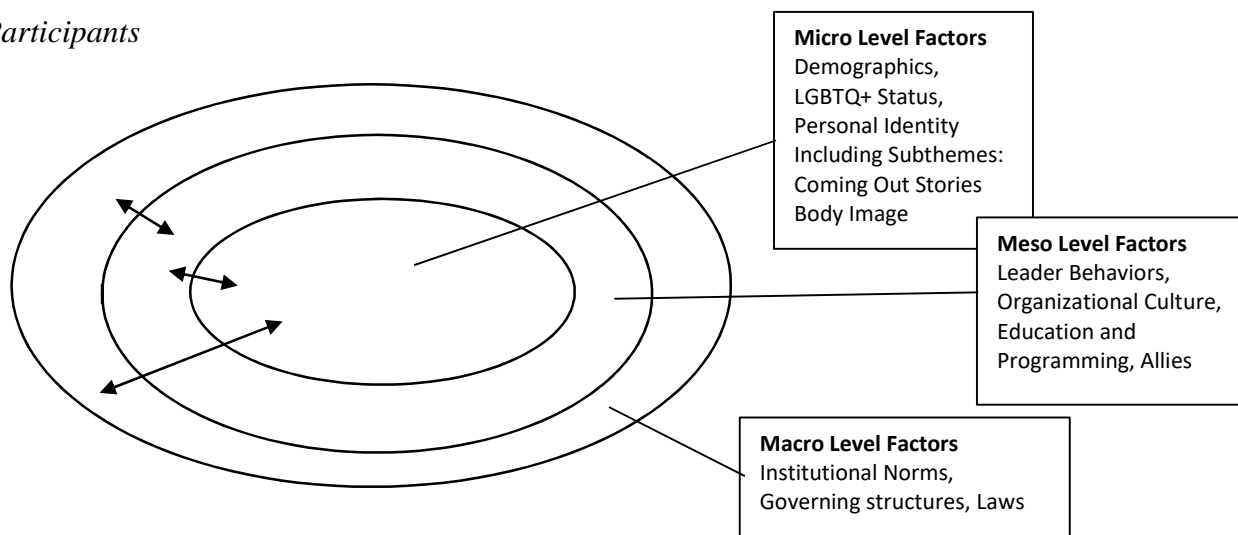 Participants
Micro Level Factors
Demographics,
LGBTQ+ Status,
Personal Identity
Including Subthemes:
Coming Out Stories
Body Image
Meso Level Factors
Leader Behaviors,
Organizational Culture,
Education and
Programming, Allies
Macro Level Factors
Institutional Norms,
Governing structures, Laws